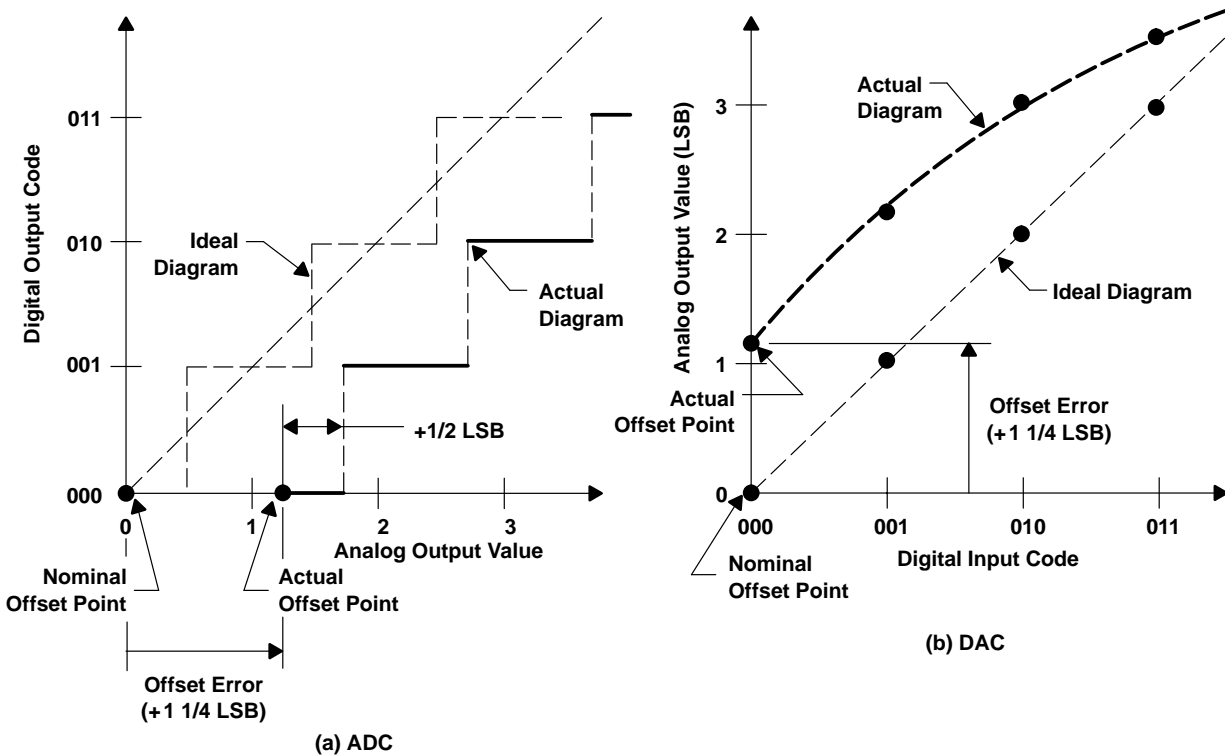 Digital Output Code
011
010
001
000
Ideal
Diagram
Actual
Diagram
+1/2 LSB
0
1
2
3
Analog Output Value
Nominal
Offset Point
Actual
Offset Point
Offset Error
(+1 1/4 LSB)
(a) ADC
Analog Output Value (LSB)
3
2
1
0
Actual
Diagram
Ideal Diagram
Actual
Offset Point
Offset Error
(+1 1/4 LSB)
000
001
010
011
Digital Input Code
Nominal
Offset Point
(b) DAC